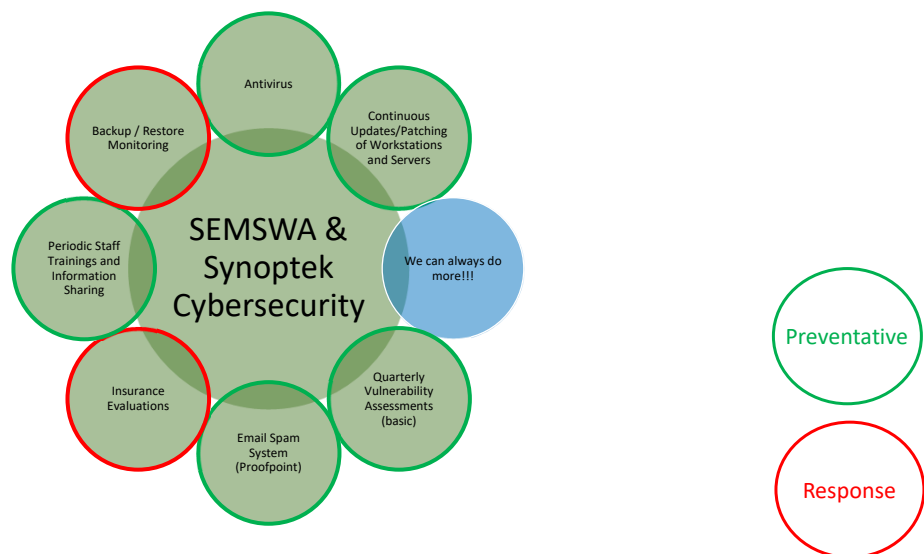 Antivirus
Continuous
Updates/Patching
of Workstations
and Servers
We can always do
more!!!
Quarterly
Vulnerability
Assessments
(basic)
Email Spam
System
(Proofpoint)
Insurance
Evaluations
Periodic Staff
Trainings and
Information
Sharing
Backup / Restore
Monitoring
SEMSWA &
Synoptek
Cybersecurity
Preventative
Response